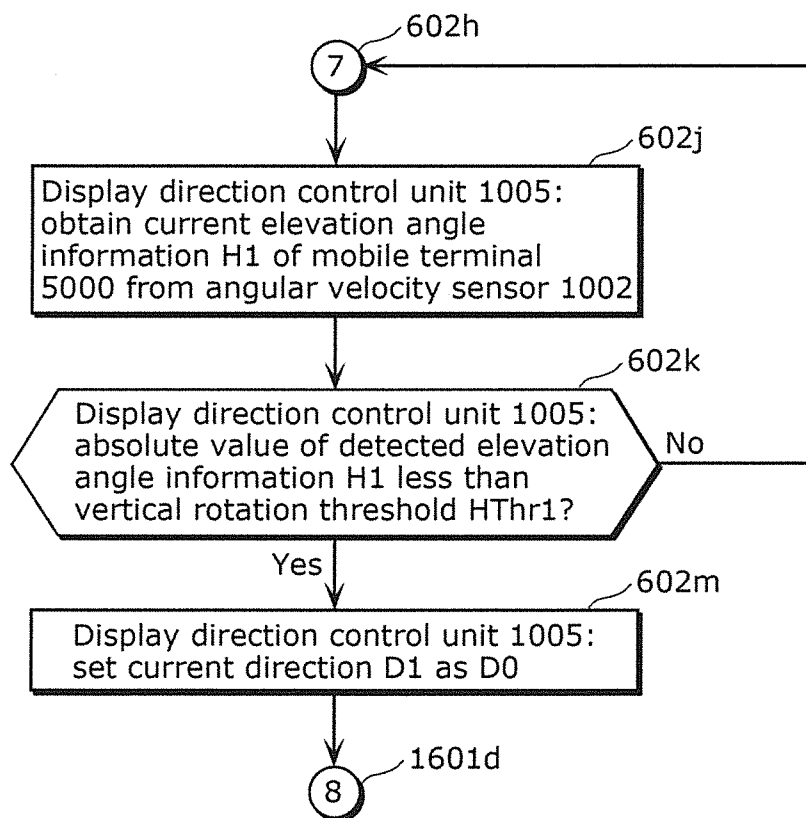 602h
7
602j
Display direction control unit 1005:
obtain current elevation angle
information H1 of mobile terminal
5000 from angular velocity sensor 1002
602k
Display direction control unit 1005:
absolute value of detected elevation
angle information H1 less than
vertical rotation threshold HThr1?
No
Yes
602m
Display direction control unit 1005:
set current direction D1 as D0
1601d
8